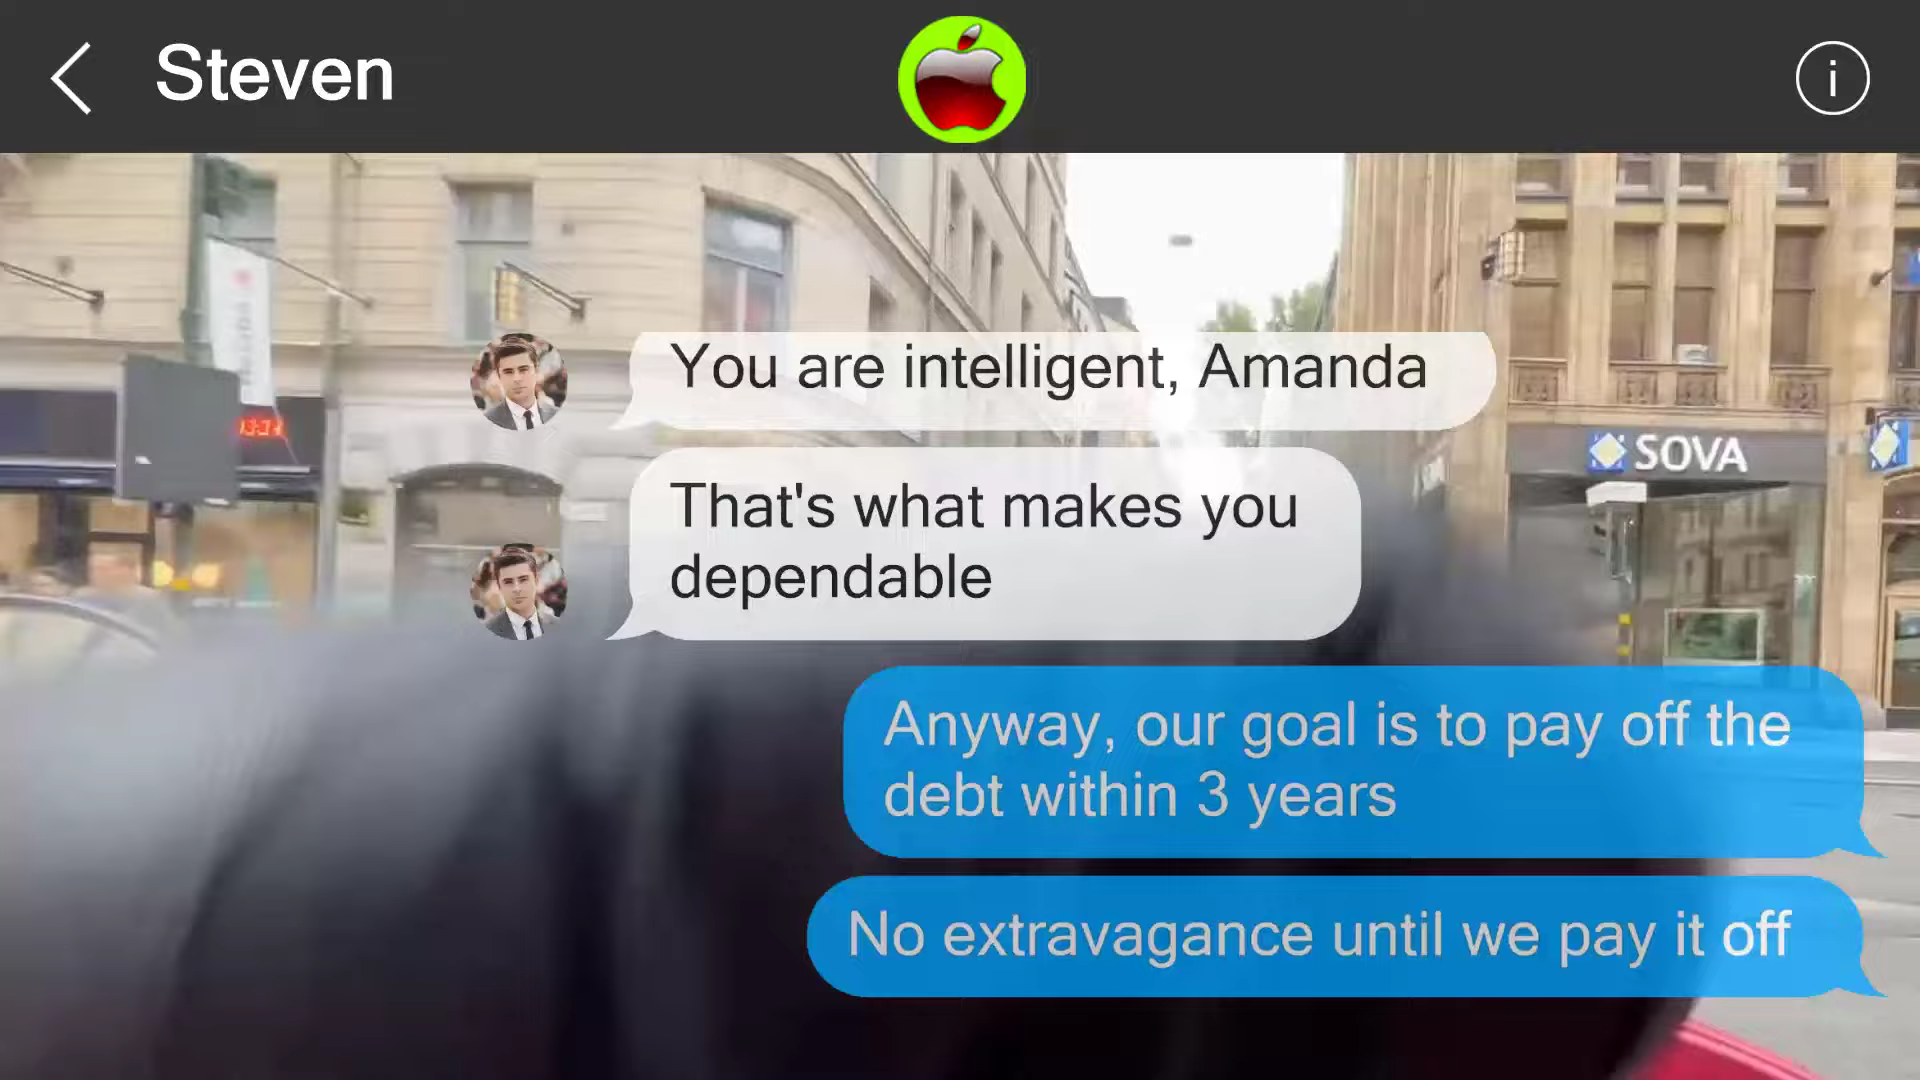 Steven
i
You are intelligent, Amanda
That's what makes you
dependable
SOVA
Anyway, our goal is to pay off the
debt within 3 years
No extravagance until we pay it off